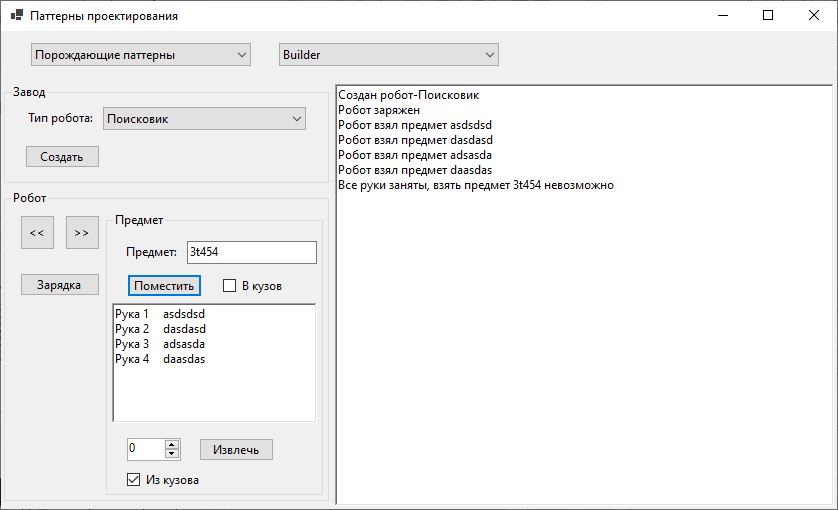 Паттерны проектирования
Порождающие паттерны
Builder
Завод
Тип робота:
Поисковик
Создать
Робот
<<
>>
Зарядка
Предмет
Предмет:
3t454
Поместить
В кузов
Рука 1 asdsdsd
Рука 2 dasdasd
Рука 3 adsasda
Рука 4 daasdas
0
Извлечь
Из кузова
Создан робот-Поисковик
Робот заряжен
Робот взял предмет asdsdsd
Робот взял предмет dasdasd
Робот взял предмет adsasda
Робот взял предмет daasdas
Все руки заняты, взять предмет 3t454 невозможно